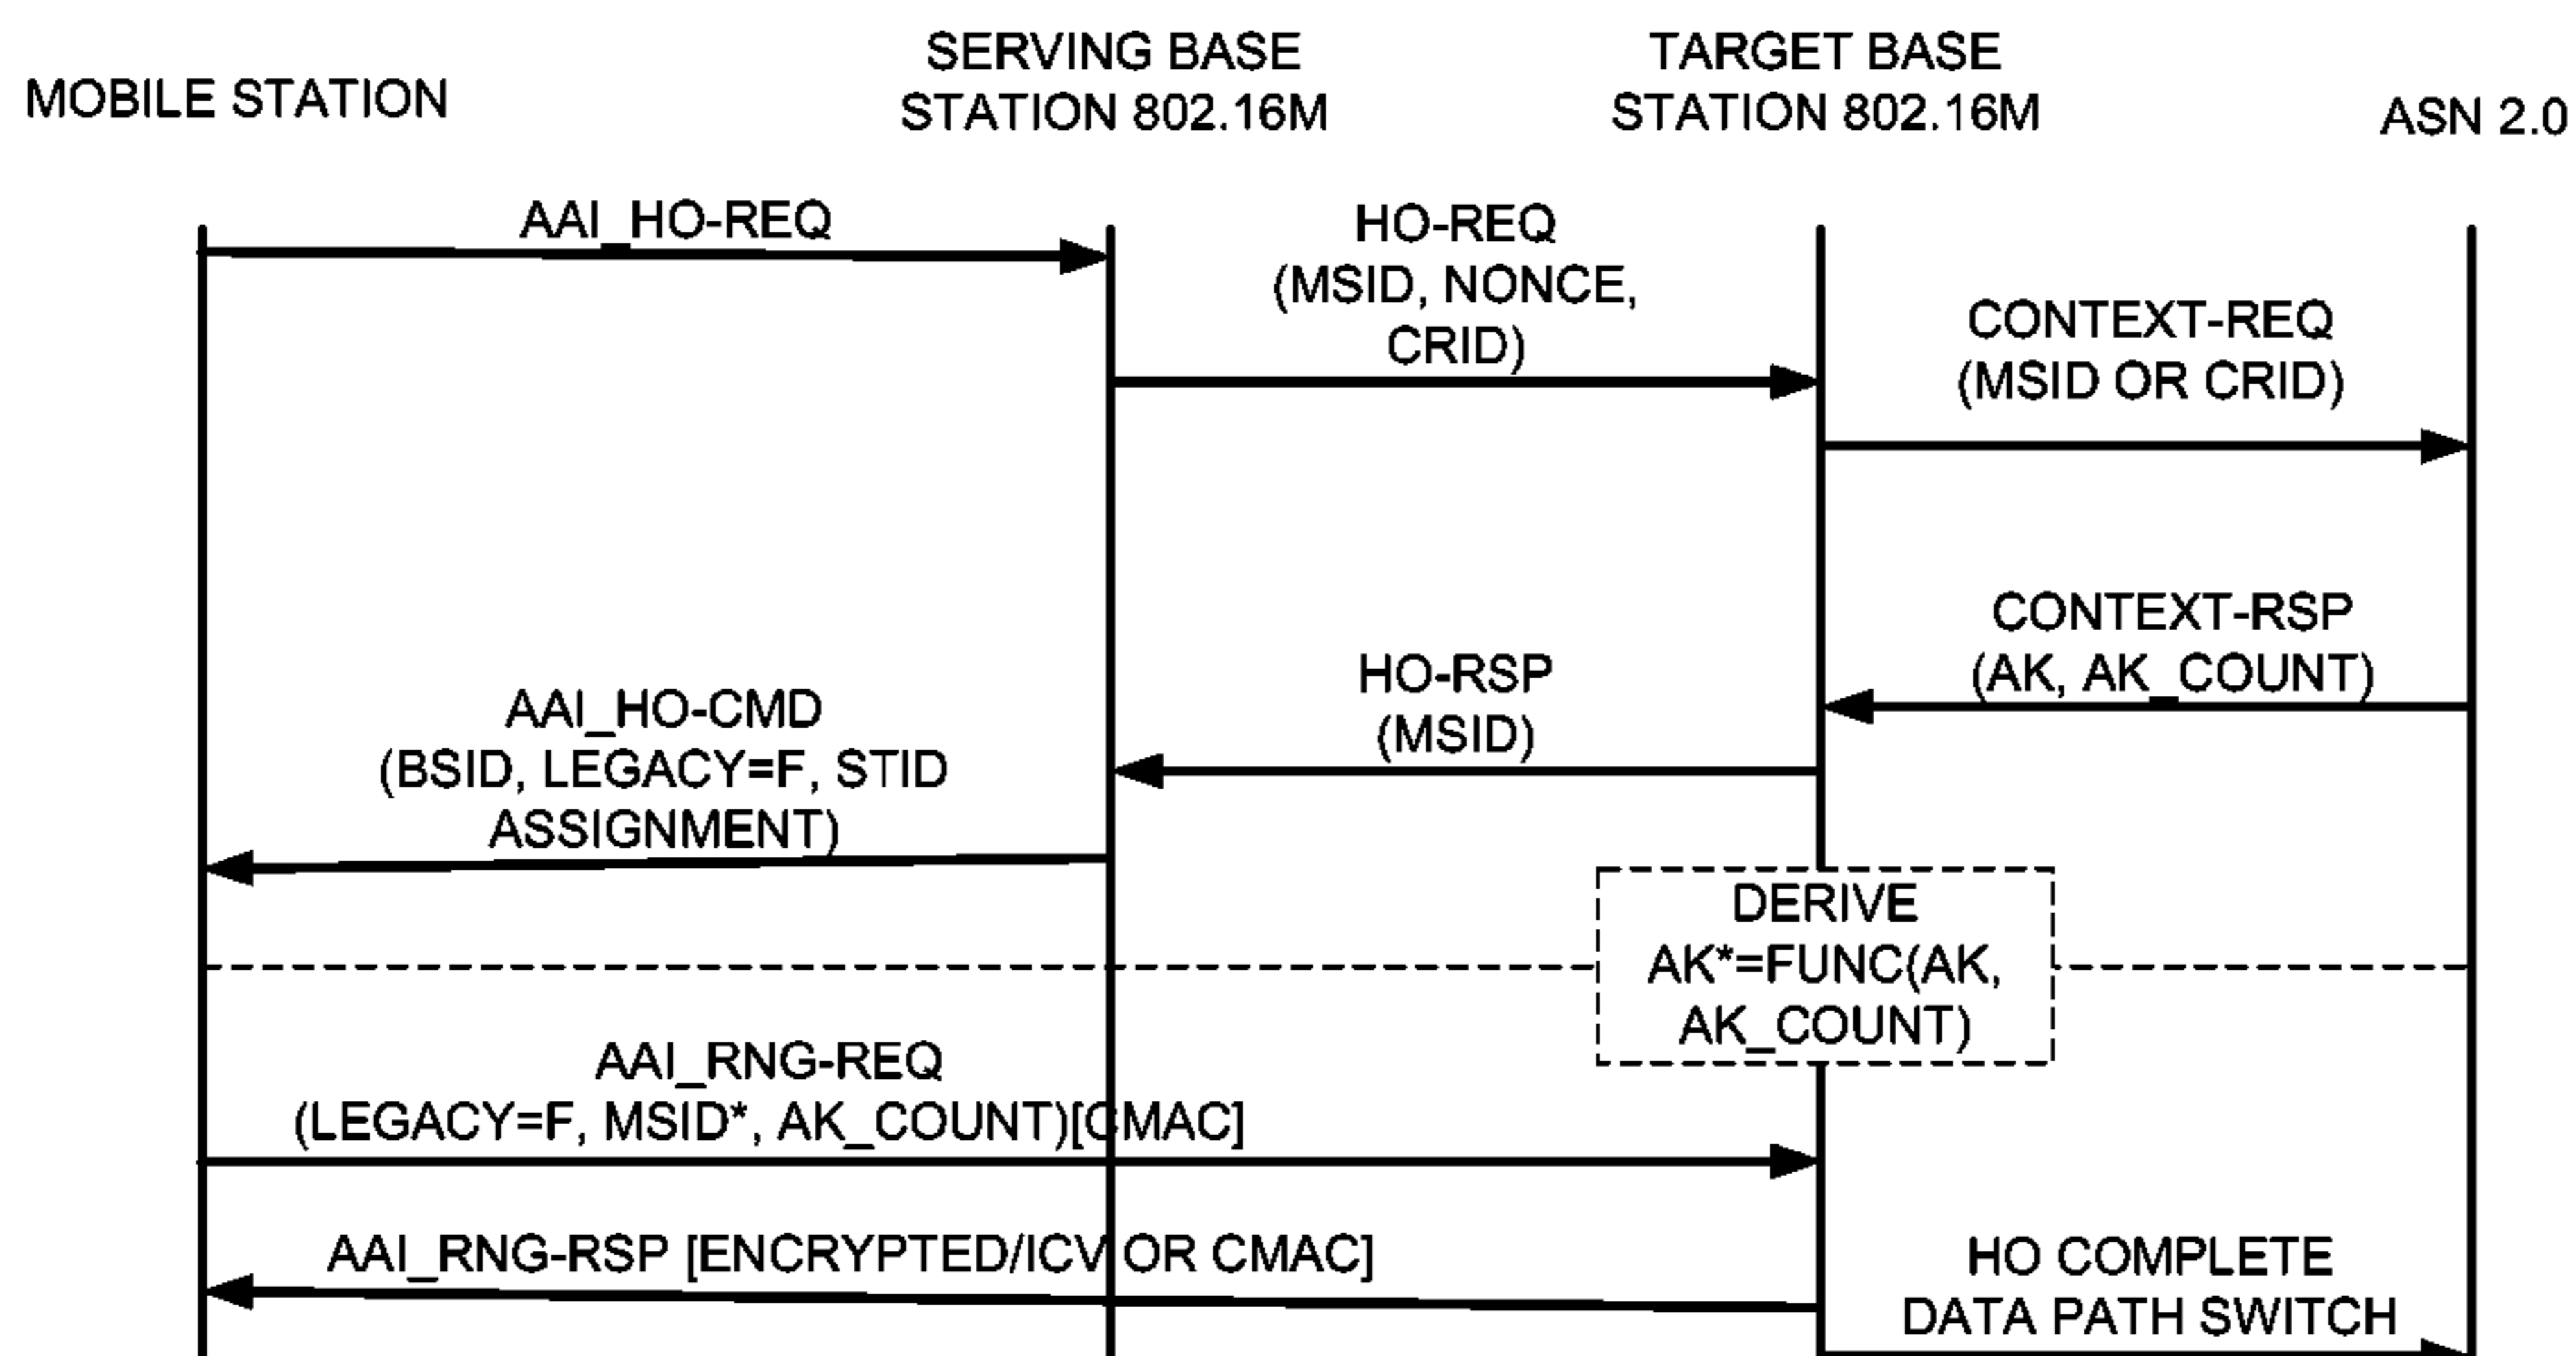 MOBILE STATION
SERVING BASE
STATION 802.16M
TARGET BASE
STATION 802.16M
ASN 2.0
AAI_HO-REQ
HO-REQ
(MSID, NONCE,
CRID)
CONTEXT-REQ
(MSID OR CRID)
CONTEXT-RSP
(AK, AK_COUNT)
HO-RSP
(MSID)
AAI_HO-CMD
(BSID, LEGACY=F, STID
ASSIGNMENT)
DERIVE
AK*=FUNC(AK,
AK_COUNT)
AAI_RNG-REQ
(LEGACY=F, MSID*, AK_COUNT)[CMAC]
AAI_RNG-RSP [ENCRYPTED/ICV OR CMAC]
HO COMPLETE
DATA PATH SWITCH